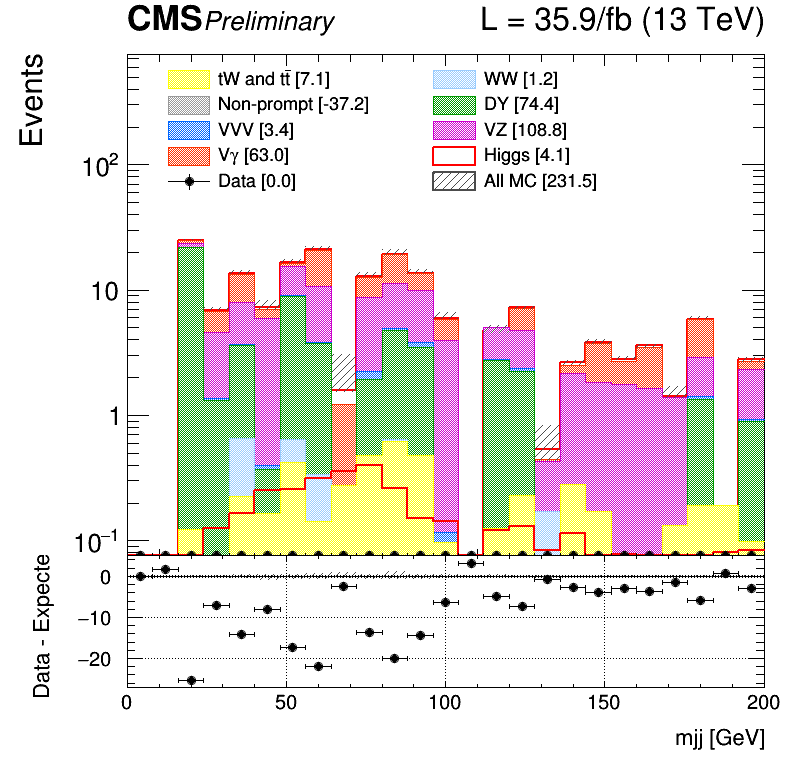 CMS Preliminary L = 35.9/fb (13 TeV)
Events
tW and tt̄ [7.1] WW [1.2]
Non-prompt [-37.2] DY [74.4]
VVV [3.4] VZ [108.8]
Vγ [63.0] Higgs [4.1]
Data [0.0] All MC [231.5]
10²
10
1
10⁻¹
Data - Expecte
0
−10
−20
0 50 100 150 200
mjj [GeV]